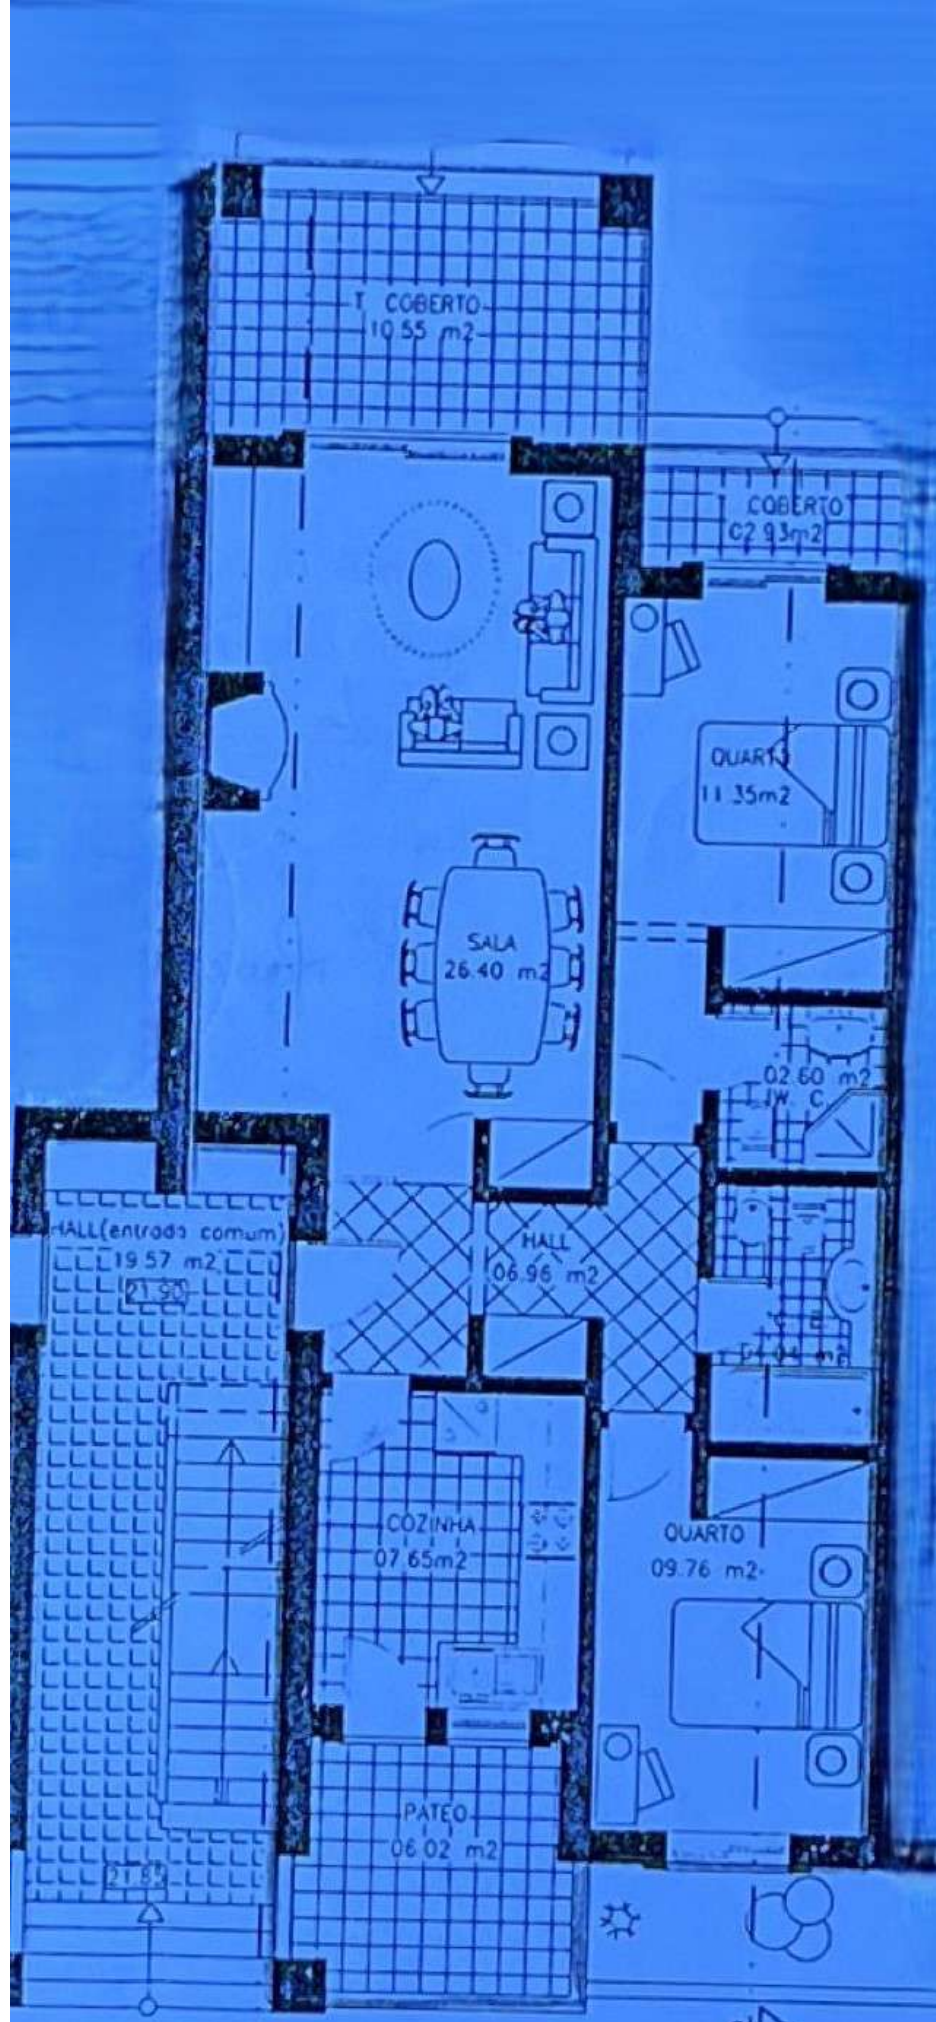 T. COBERTO
10.55 m2
T. COBERTO
02.93m2
QUARTO
11.35m2
SALA
26.40 m2
02.60 m2
W. C.
HALL(entrada comum)
19.57 m2
21.90
HALL
06.96 m2
COZINHA
07.65m2
QUARTO
09.76 m2
PATEO
06.02 m2
21.85